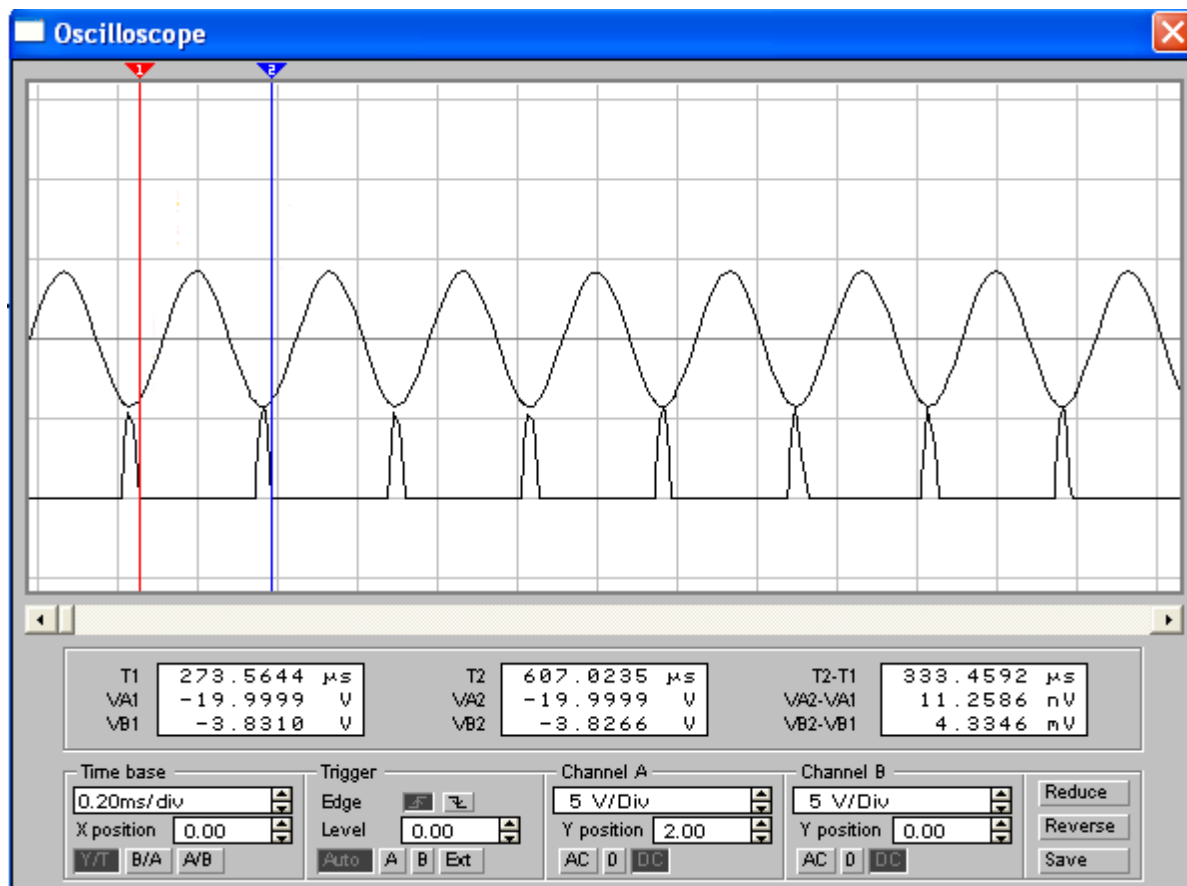 Oscilloscope
1 2
T1 273.5644 µs T2 607.0235 µs T2-T1 333.4592 µs
VA1 -19.9999 V VA2 -19.9999 V VA2-VA1 11.2586 nV
VB1 -3.8310 V VB2 -3.8266 V VB2-VB1 4.3346 mV
Time base Trigger Channel A Channel B
0.20ms/div Edge 5 V/Div 5 V/Div Reduce
X position 0.00 Level 0.00 Y position 2.00 Y position 0.00 Reverse
Y/T B/A A/B Auto A B Ext AC 0 DC AC 0 DC Save